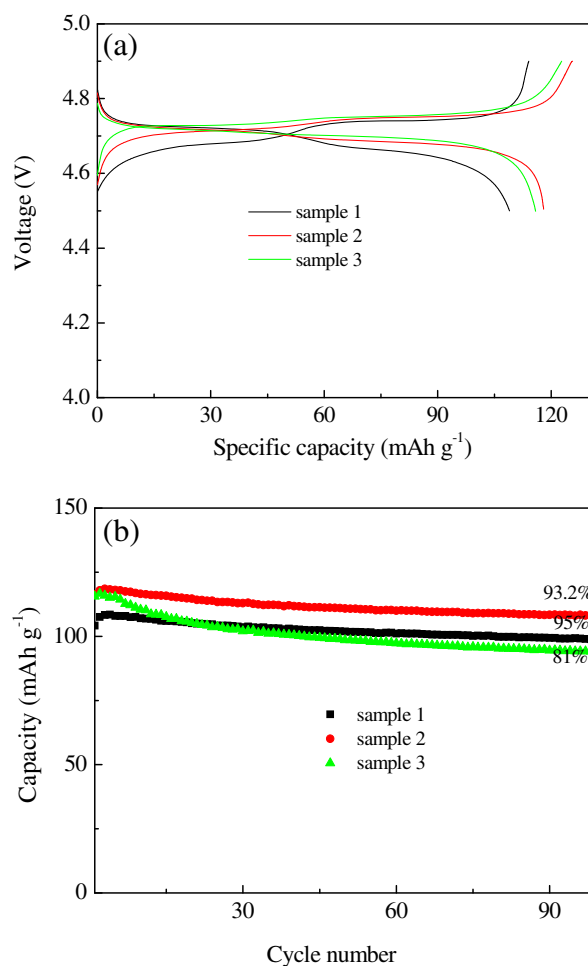 (a)
5.0
4.8
4.6
4.4
4.2
4.0
Voltage (V)
sample 1
sample 2
sample 3
0 30 60 90 120
Specific capacity (mAh g⁻¹)
(b)
150
100
50
0
Capacity (mAh g⁻¹)
93.2%
95%
81%
sample 1
sample 2
sample 3
30 60 90
Cycle number